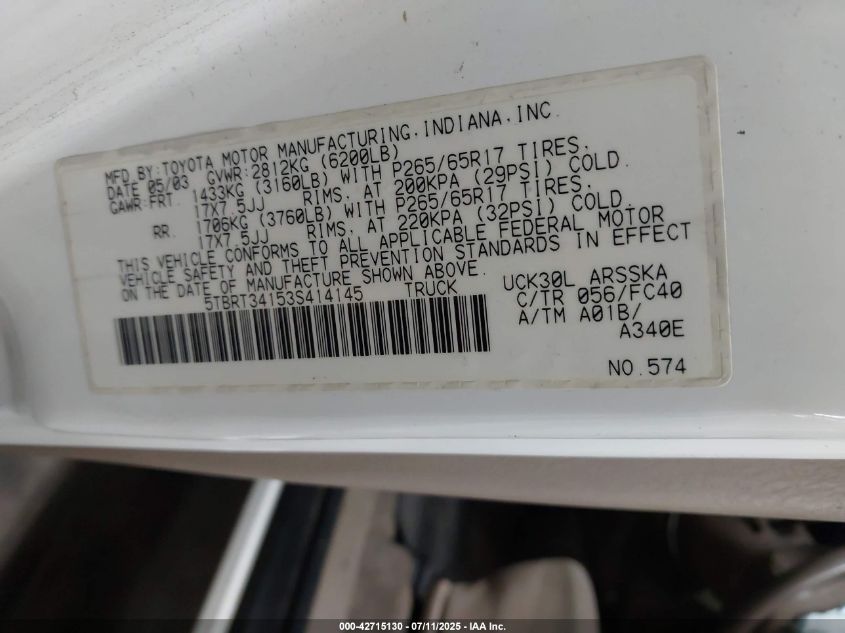 MFD.BY:TOYOTA MOTOR MANUFACTURING,INDIANA,INC.
DATE 05/03 GVWR:2812KG (6200LB)
GAWR:FRT. 1433KG (3160LB) WITH P265/65R17 TIRES,
17X7.5JJ RIMS, AT 200KPA (29PSI) COLD.
RR. 1706KG (3760LB) WITH P265/65R17 TIRES,
17X7.5JJ RIMS, AT 220KPA (32PSI) COLD.
THIS VEHICLE CONFORMS TO ALL APPLICABLE FEDERAL MOTOR
VEHICLE SAFETY AND THEFT PREVENTION STANDARDS IN EFFECT
ON THE DATE OF MANUFACTURE SHOWN ABOVE.
5TBRT34153S414145 TRUCK UCK30L ARSSKA
C/TR 056/FC40
A/TM A01B/
A340E
NO.574
000-42715130 - 07/11/2025 - IAA Inc.